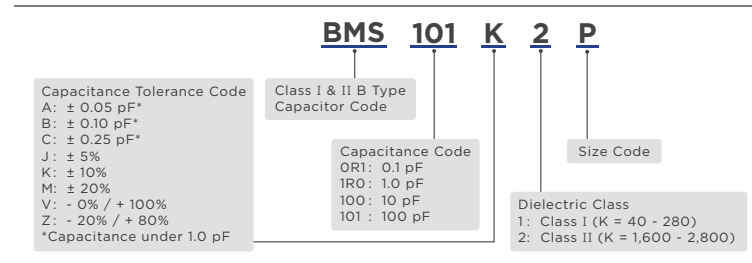 BMS 101 K 2 P
Capacitance Tolerance Code
A: ± 0.05 pF*
B: ± 0.10 pF*
C: ± 0.25 pF*
J: ± 5%
K: ± 10%
M: ± 20%
V: - 0% / + 100%
Z: - 20% / + 80%
*Capacitance under 1.0 pF
Class I & II B Type
Capacitor Code
Capacitance Code
0R1: 0.1 pF
1R0: 1.0 pF
100: 10 pF
101 : 100 pF
Size Code
Dielectric Class
1: Class I (K = 40 - 280)
2: Class II (K = 1,600 - 2,800)